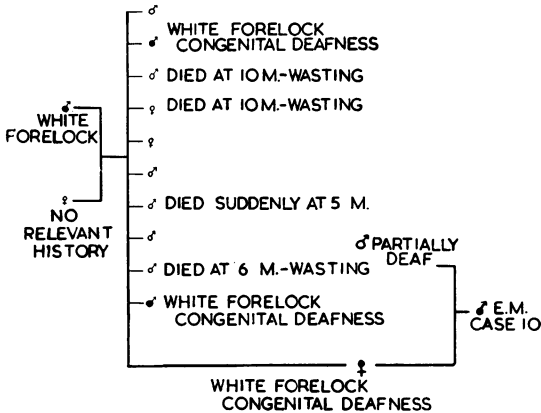 WHITE FORELOCK
CONGENITAL DEAFNESS
DIED AT 10 M.-WASTING
DIED AT 10 M.-WASTING
WHITE
FORELOCK
DIED SUDDENLY AT 5 M.
NO
RELEVANT
HISTORY
PARTIALLY
DEAF
DIED AT 6 M.-WASTING
WHITE FORELOCK
CONGENITAL DEAFNESS
E.M.
CASE 10
WHITE FORELOCK
CONGENITAL DEAFNESS